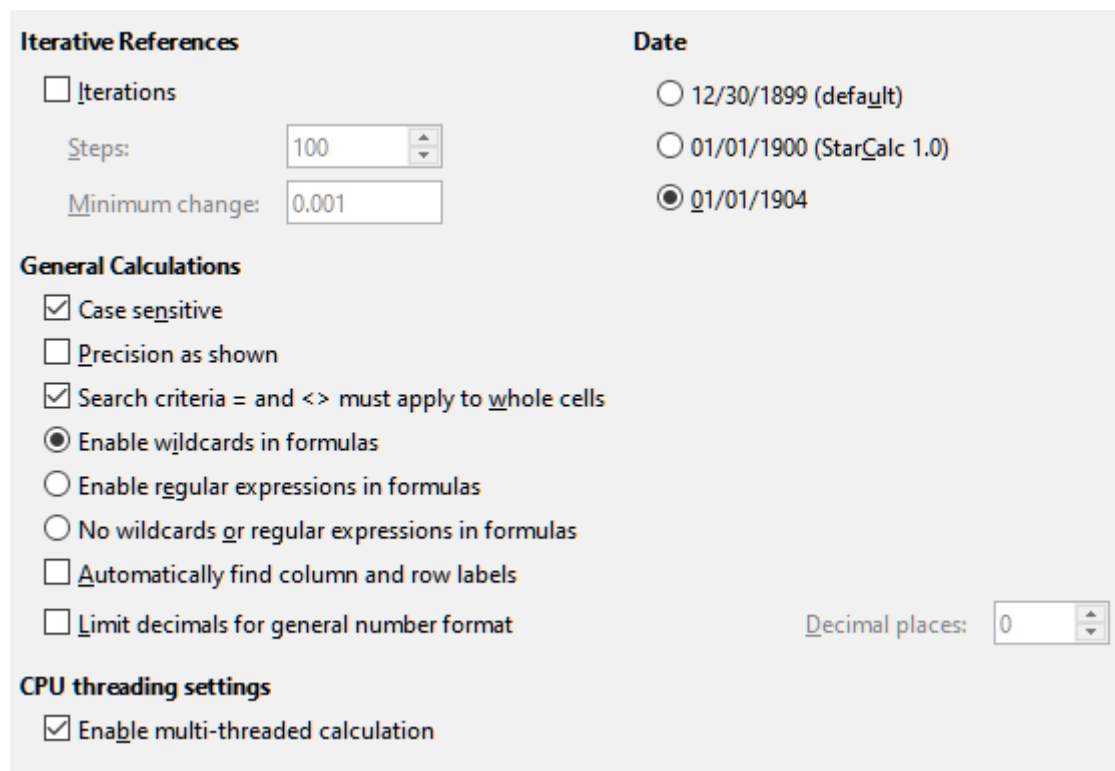 Iterative References
Iterations
Steps: 100
Minimum change: 0.001
Date
12/30/1899 (default)
01/01/1900 (StarCalc 1.0)
01/01/1904
General Calculations
Case sensitive
Precision as shown
Search criteria = and <> must apply to whole cells
Enable wildcards in formulas
Enable regular expressions in formulas
No wildcards or regular expressions in formulas
Automatically find column and row labels
Limit decimals for general number format Decimal places: 0
CPU threading settings
Enable multi-threaded calculation